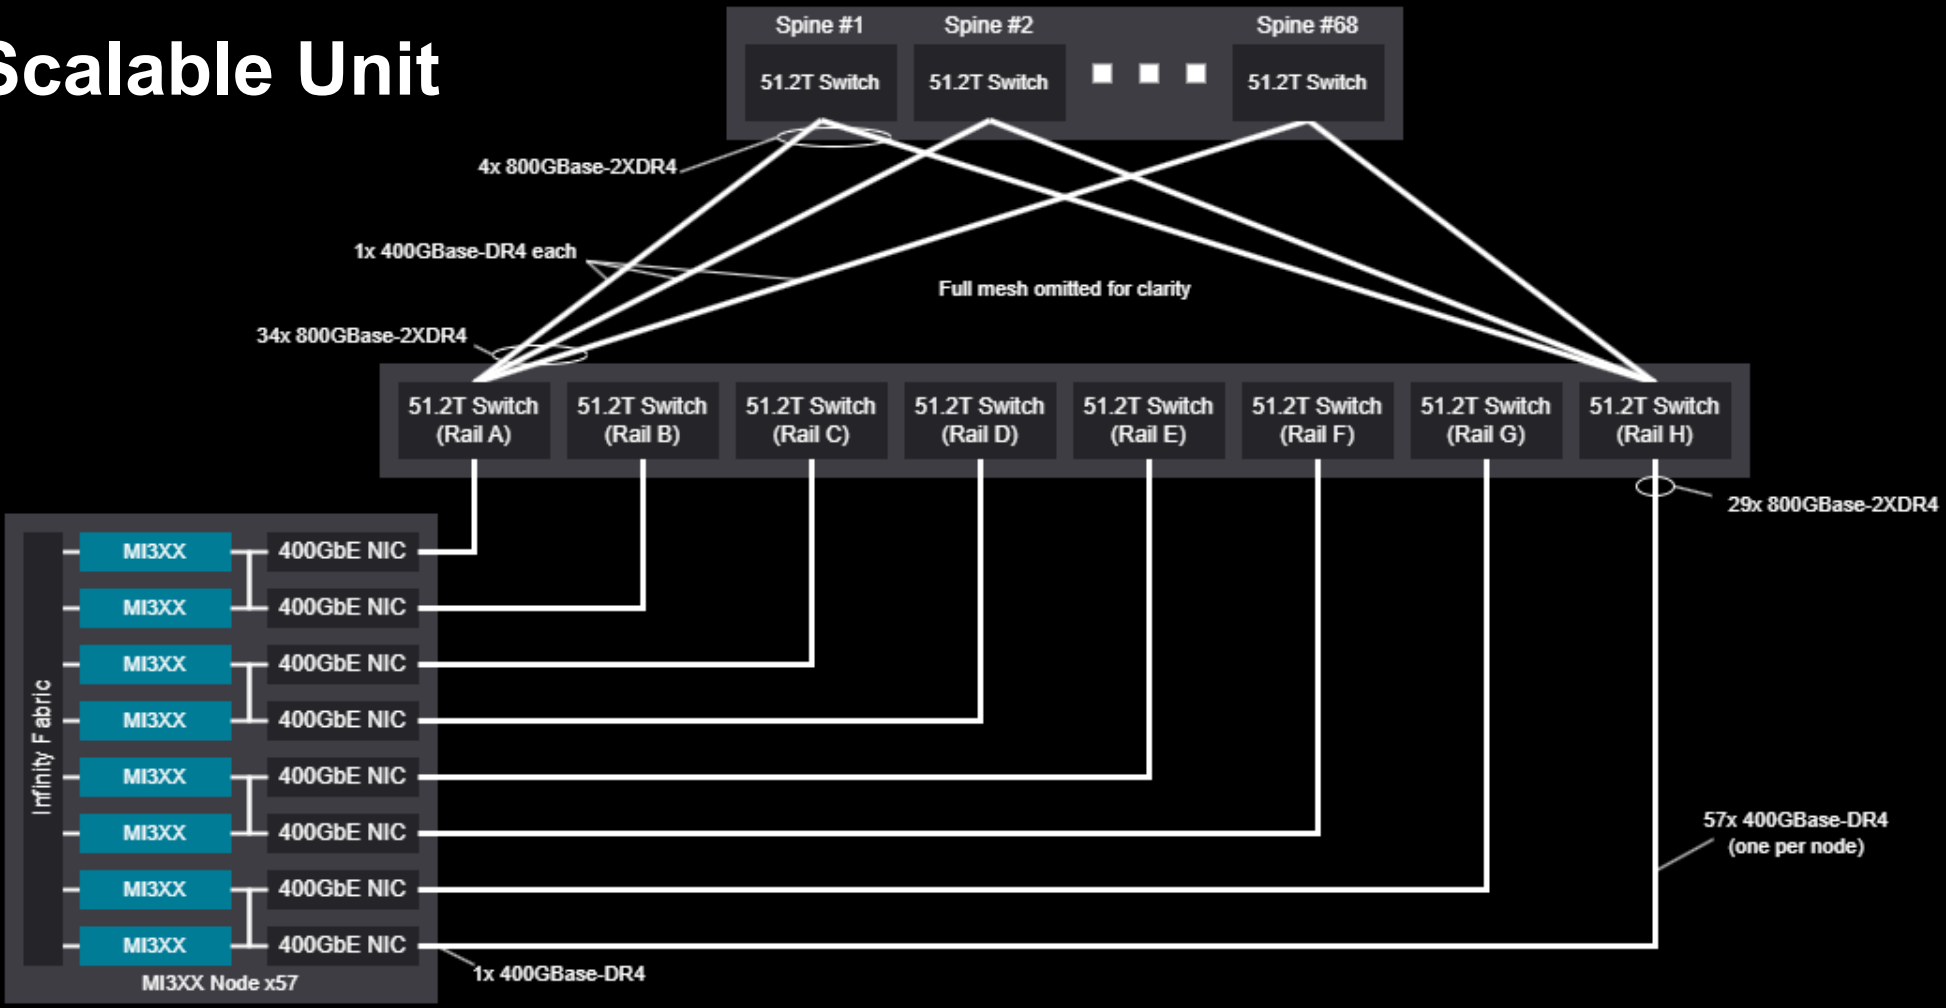 Scalable Unit
Spine #1
Spine #2
Spine #68
51.2T Switch
51.2T Switch
51.2T Switch
4x 800GBase-2XDR4
1x 400GBase-DR4 each
Full mesh omitted for clarity
34x 800GBase-2XDR4
51.2T Switch
(Rail A)
51.2T Switch
(Rail B)
51.2T Switch
(Rail C)
51.2T Switch
(Rail D)
51.2T Switch
(Rail E)
51.2T Switch
(Rail F)
51.2T Switch
(Rail G)
51.2T Switch
(Rail H)
29x 800GBase-2XDR4
Infinity Fabric
MI3XX
400GbE NIC
MI3XX
400GbE NIC
MI3XX
400GbE NIC
MI3XX
400GbE NIC
MI3XX
400GbE NIC
MI3XX
400GbE NIC
MI3XX
400GbE NIC
MI3XX
400GbE NIC
57x 400GBase-DR4
(one per node)
1x 400GBase-DR4
MI3XX Node x57